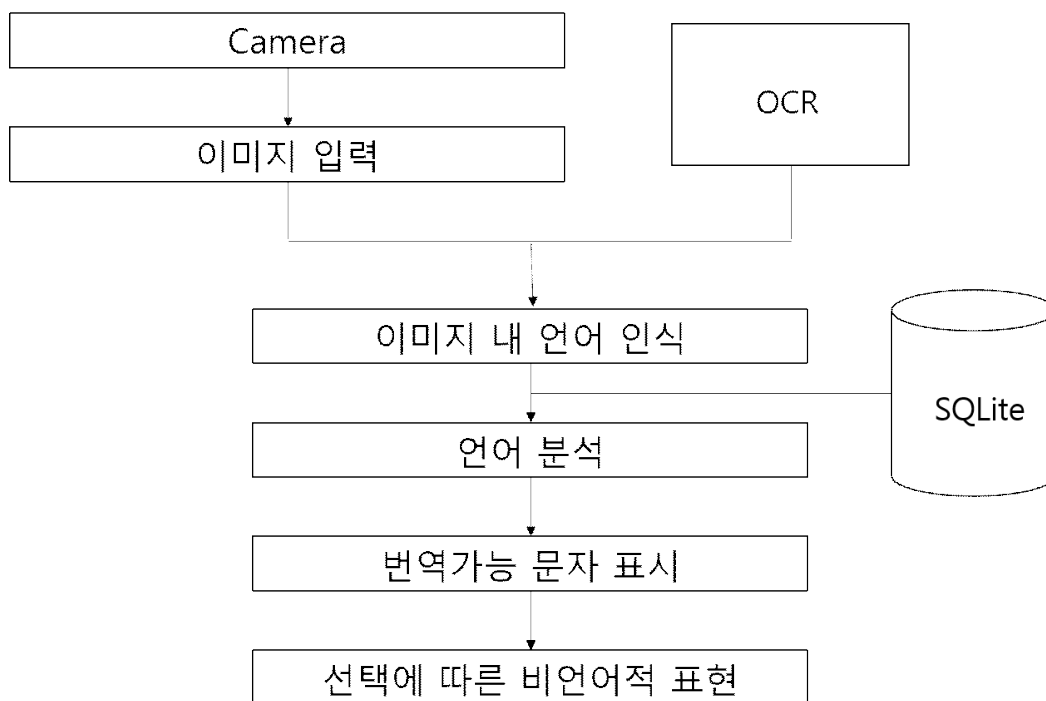 Camera
OCR
이미지 입력
이미지 내 언어 인식
SQLite
언어 분석
번역가능 문자 표시
선택에 따른 비언어적 표현